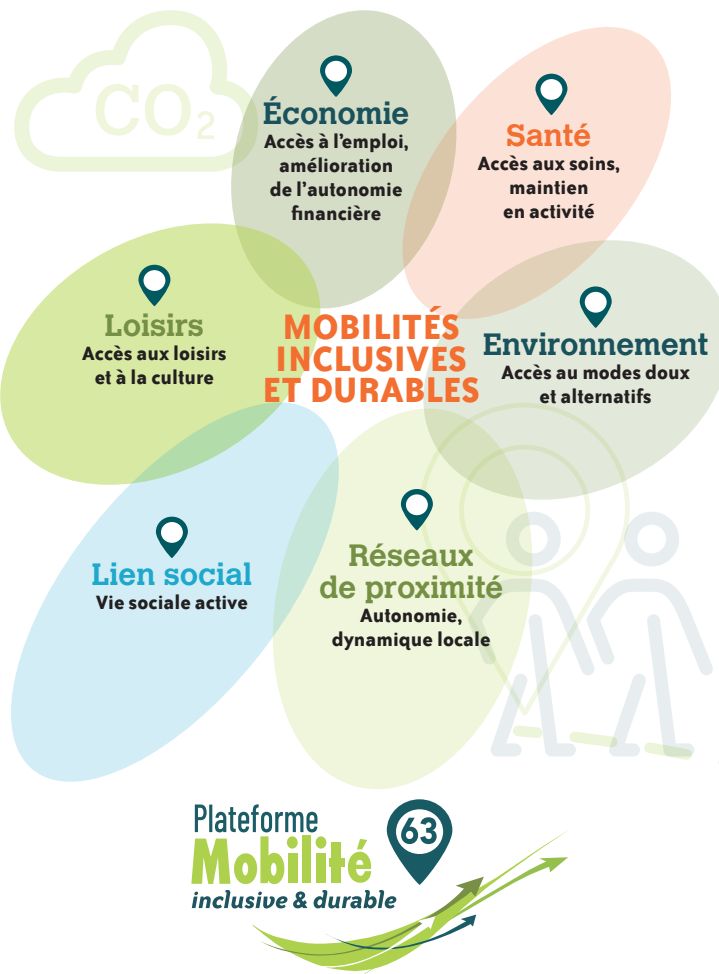 CO2
Économie
Accès à l'emploi,
amélioration
de l'autonomie
financière
Santé
Accès aux soins,
maintien
en activité
Loisirs
Accès aux loisirs
et à la culture
MOBILITÉS
INCLUSIVES
ET DURABLES
Environnement
Accès au modes doux
et alternatifs
Lien social
Vie sociale active
Réseaux
de proximité
Autonomie,
dynamique locale
Plateforme
Mobilité
inclusive & durable
63